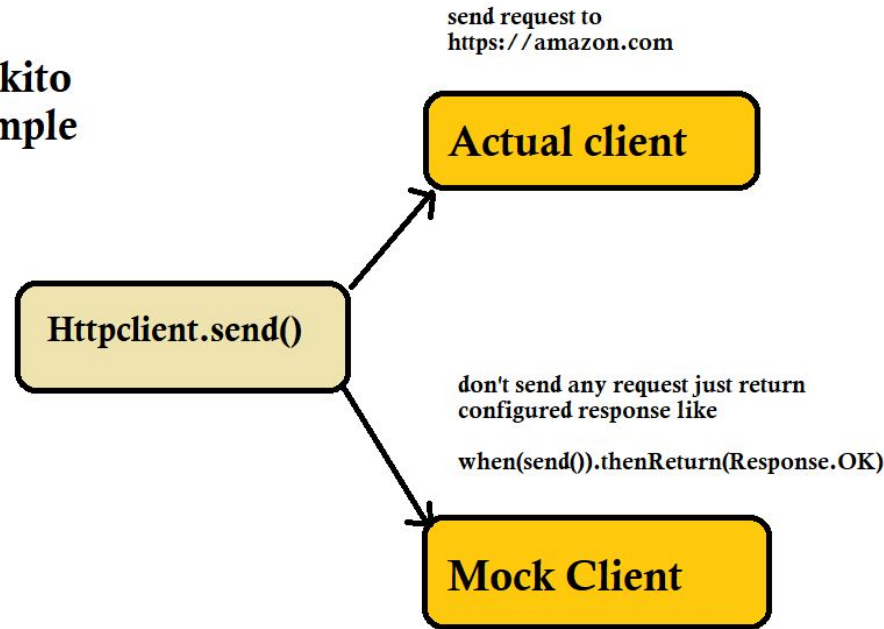 kito
mple
send request to
https://amazon.com
Actual client
Httpclient.send()
don't send any request just return
configured response like
when(send()).thenReturn(Response.OK)
Mock Client